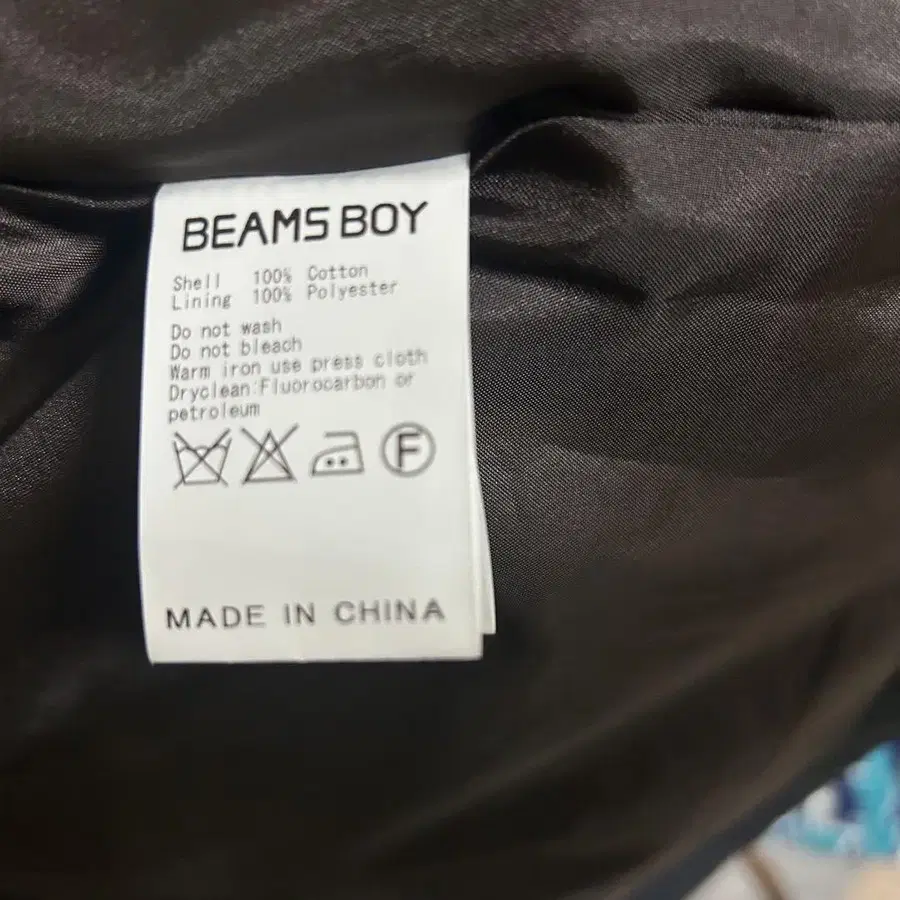 BEAMS BOY
Shell 100% Cotton
Lining 100% Polyester
Do not wash
Do not bleach
Warm iron use press cloth
Dryclean:Fluorocarbon or
petroleum
F
MADE IN CHINA